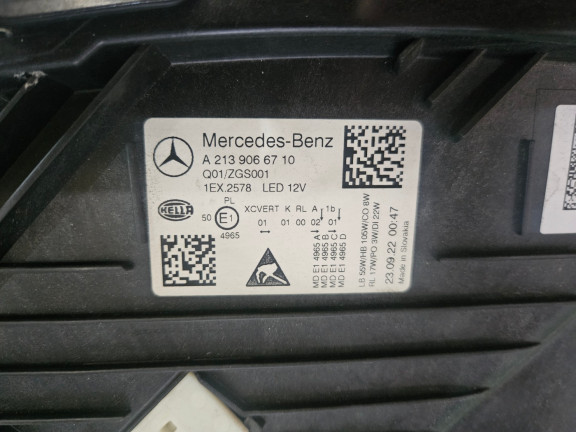 Mercedes-Benz
A 213 906 67 10
Q01/ZGS001
1EX.2578 LED 12V
HELLA
PL
50 E1
4965
XCVERT K RL A 1b
01 01 00 02 01
MD E1 4965 A
MD E1 4965 B
MD E1 4965 C
MD E1 4965 D
LB 55W/HB 105W/CO 8W
RL 17W/PO 3W/DI 22W
23.09.22 00:47
Made in Slovakia